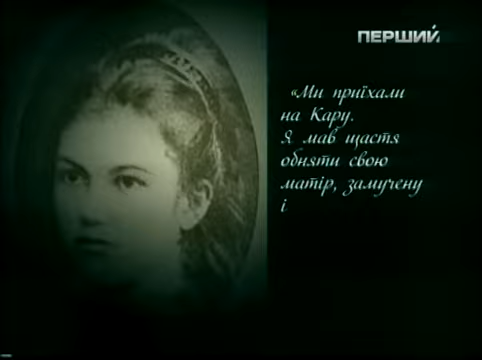 ПЕРШИЙ
«Ми приїхали
на Кару.
Я мав щастя
обняти свою
матір, замучену
і